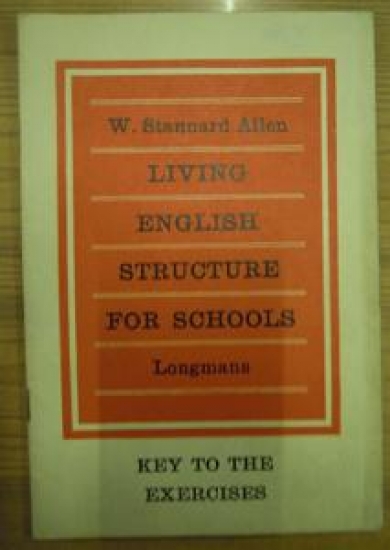 W. Stannard Allen
LIVING
ENGLISH
STRUCTURE
FOR SCHOOLS
Longmans
KEY TO THE
EXERCISES